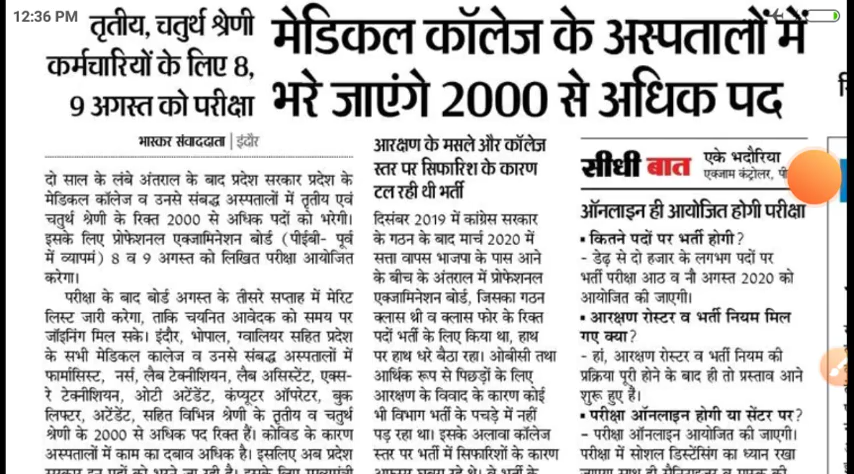 12:36 PM
तृतीय, चतुर्थ श्रेणी
कर्मचारियों के लिए 8,
9 अगस्त को परीक्षा
मेडिकल कॉलेज के अस्पतालों में
भरे जाएंगे 2000 से अधिक पद
भास्कर संवाददाता | इंदौर
दो साल के लंबे अंतराल के बाद प्रदेश सरकार प्रदेश के
मेडिकल कॉलेज व उनसे संबद्ध अस्पतालों में तृतीय एवं
चतुर्थ श्रेणी के रिक्त 2000 से अधिक पदों को भरेगी।
इसके लिए प्रोफेशनल एक्जामिनेशन बोर्ड (पीईबी- पूर्व
में व्यापमं) 8 व 9 अगस्त को लिखित परीक्षा आयोजित
करेगा।
परीक्षा के बाद बोर्ड अगस्त के तीसरे सप्ताह में मेरिट
लिस्ट जारी करेगा, ताकि चयनित आवेदक को समय पर
जॉइनिंग मिल सके। इंदौर, भोपाल, ग्वालियर सहित प्रदेश
के सभी मेडिकल कालेज व उनसे संबद्ध अस्पतालों में
फार्मासिस्ट, नर्स, लैब टेक्नीशियन, लैब असिस्टेंट, एक्स-
रे टेक्नीशियन, ओटी अटेंडेंट, कंप्यूटर ऑपरेटर, बुक
लिफ्टर, अटेंडेंट, सहित विभिन्न श्रेणी के तृतीय व चतुर्थ
श्रेणी के 2000 से अधिक पद रिक्त हैं। कोविड के कारण
अस्पतालों में काम का दबाव अधिक है। इसलिए अब प्रदेश
आरक्षण के मसले और कॉलेज
स्तर पर सिफारिश के कारण
टल रही थी भर्ती
दिसंबर 2019 में कांग्रेस सरकार
के गठन के बाद मार्च 2020 में
सत्ता वापस भाजपा के पास आने
के बीच के अंतराल में प्रोफेशनल
एक्जामिनेशन बोर्ड, जिसका गठन
क्लास थ्री व क्लास फोर के रिक्त
पदों भर्ती के लिए किया था, हाथ
पर हाथ धरे बैठा रहा। ओबीसी तथा
आर्थिक रूप से पिछड़ों के लिए
आरक्षण के विवाद के कारण कोई
भी विभाग भर्ती के पचड़े में नहीं
पड़ रहा था। इसके अलावा कॉलेज
स्तर पर भर्ती में सिफारिशों के कारण
सीधी बात
एके भदौरिया
एक्जाम कंट्रोलर,
ऑनलाइन ही आयोजित होगी परीक्षा
▪ कितने पदों पर भर्ती होगी?
- डेढ़ से दो हजार के लगभग पदों पर
भर्ती परीक्षा आठ व नौ अगस्त 2020 को
आयोजित की जाएगी।
▪ आरक्षण रोस्टर व भर्ती नियम मिल
गए क्या?
- हां, आरक्षण रोस्टर व भर्ती नियम की
प्रक्रिया पूरी होने के बाद ही तो प्रस्ताव आने
शुरू हुए हैं।
▪ परीक्षा ऑनलाइन होगी या सेंटर पर?
- परीक्षा ऑनलाइन आयोजित की जाएगी।
परीक्षा में सोशल डिस्टेंसिंग का ध्यान रखा